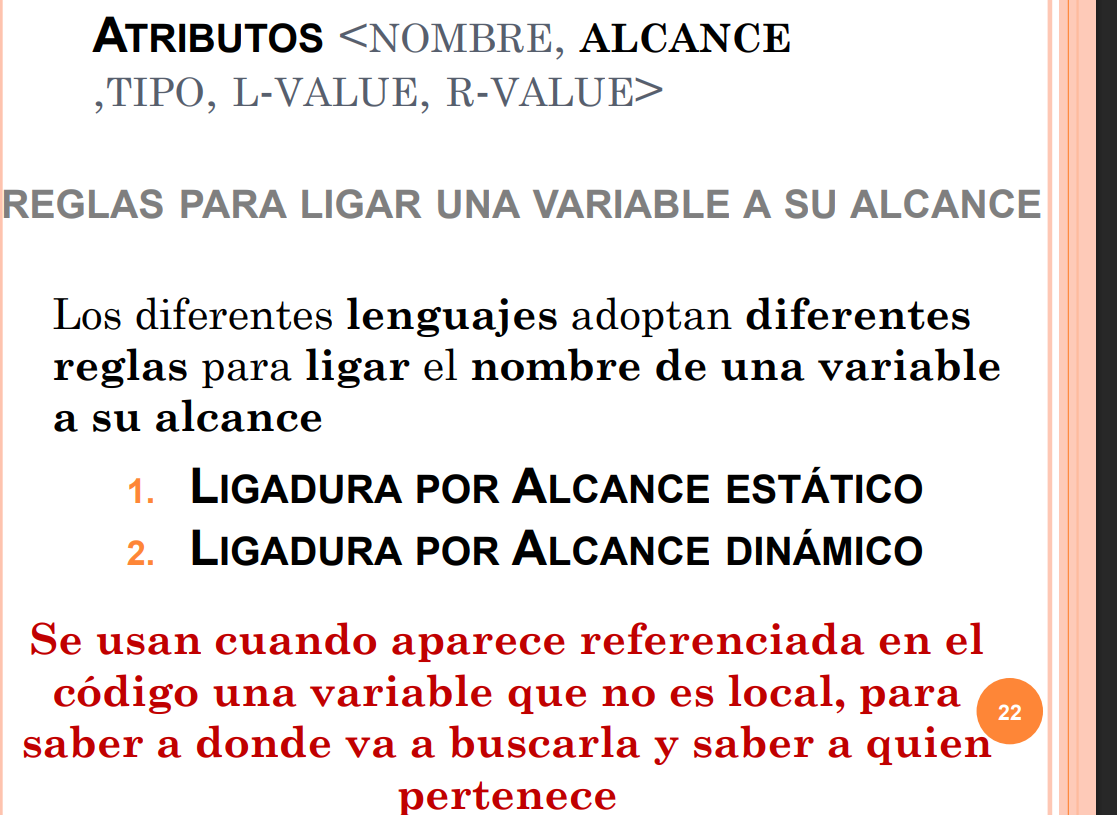 ATRIBUTOS <NOMBRE, ALCANCE
,TIPO, L-VALUE, R-VALUE>
REGLAS PARA LIGAR UNA VARIABLE A SU ALCANCE
Los diferentes lenguajes adoptan diferentes
reglas para ligar el nombre de una variable
a su alcance
1. LIGADURA POR ALCANCE ESTÁTICO
2. LIGADURA POR ALCANCE DINÁMICO
Se usan cuando aparece referenciada en el
código una variable que no es local, para
saber a donde va a buscarla y saber a quien
pertenece
22